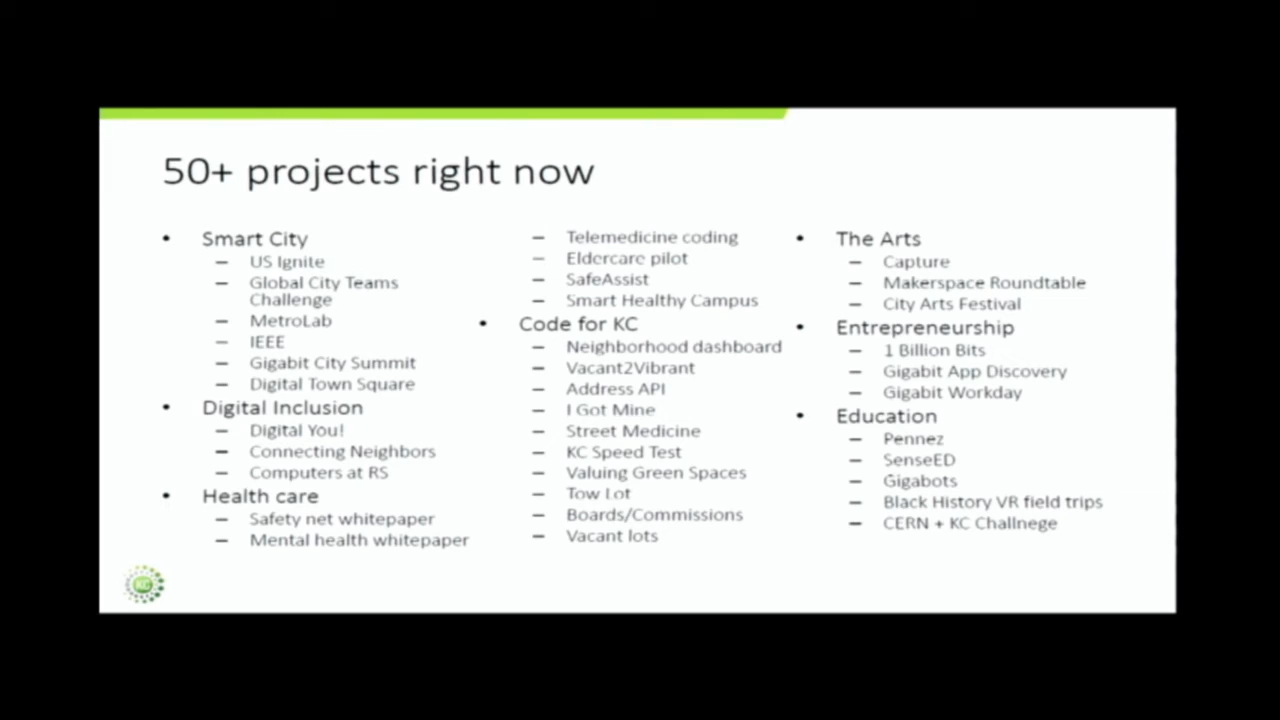 50+ projects right now
• Smart City
– US Ignite
– Global City Teams
Challenge
– MetroLab
– IEEE
– Gigabit City Summit
– Digital Town Square
• Digital Inclusion
– Digital You!
– Connecting Neighbors
– Computers at RS
• Health care
– Safety net whitepaper
– Mental health whitepaper
– Telemedicine coding
– Eldercare pilot
– SafeAssist
– Smart Healthy Campus
• Code for KC
– Neighborhood dashboard
– Vacant2Vibrant
– Address API
– I Got Mine
– Street Medicine
– KC Speed Test
– Valuing Green Spaces
– Tow Lot
– Boards/Commissions
– Vacant lots
• The Arts
– Capture
– Makerspace Roundtable
– City Arts Festival
• Entrepreneurship
– 1 Billion Bits
– Gigabit App Discovery
– Gigabit Workday
• Education
– Pennez
– SenseED
– Gigabots
– Black History VR field trips
– CERN + KC Challnege
KC